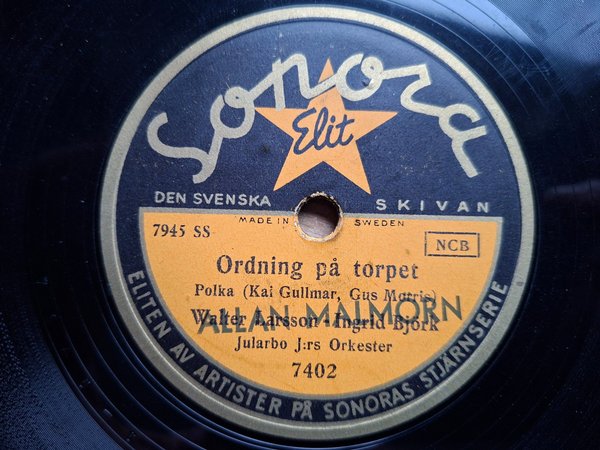 Sonora
Elit
DEN SVENSKA SKIVAN
MADE IN SWEDEN
7945 SS
NCB
Ordning på torpet
Polka (Kai Gullmar, Gus Morris)
Walter Larsson - Ingrid Björk
ALLAN MALMORN
Jularbo J:rs Orkester
7402
ELITEN AV ARTISTER PÅ SONORAS STJÄRNSERIE